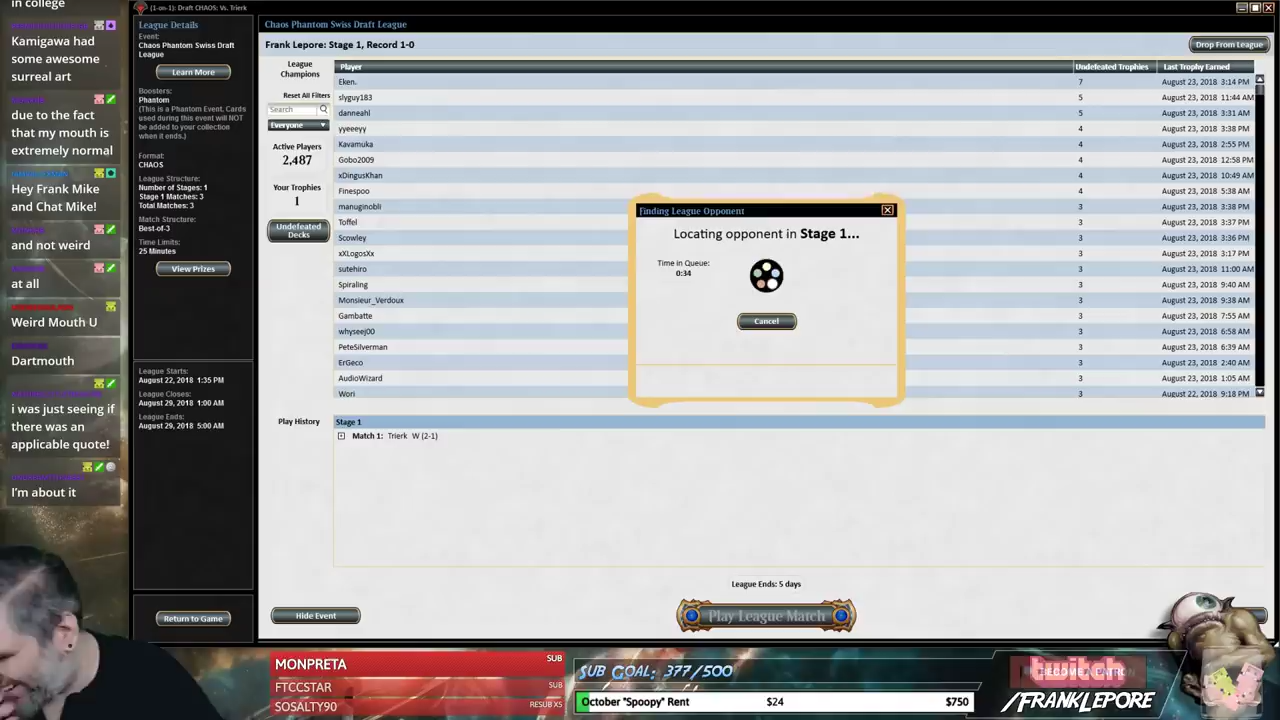 in college
Kamigawa had
some awesome
surreal art
due to the fact
that my mouth is
extremely normal
Hey Frank Mike
and Chat Mike!
and not weird
at all
Weird Mouth U
Dartmouth
i was just seeing if
there was an
applicable quote!
I'm about it
(1-on-1): Draft CHAOS: Vs. Trierk
League Details
Event:
Chaos Phantom Swiss Draft
League
Learn More
Boosters:
Phantom
(This is a Phantom Event. Cards
used during this event will NOT
be added to your collection
when it ends.)
Format:
CHAOS
League Structure:
Number of Stages: 1
Stage 1 Matches: 3
Total Matches: 3
Match Structure:
Best-of-3
Time Limits:
25 Minutes
View Prizes
League Starts:
August 22, 2018 1:35 PM
League Closes:
August 29, 2018 1:00 AM
League Ends:
August 29, 2018 5:00 AM
Return to Game
Chaos Phantom Swiss Draft League
Frank Lepore: Stage 1, Record 1-0
Drop From League
League
Champions
Reset All Filters
Search
Everyone
Active Players
2,487
Your Trophies
1
Undefeated
Decks
Player Undefeated Trophies Last Trophy Earned
Eken. 7 August 23, 2018 3:14 PM
slyguy183 5 August 23, 2018 11:44 AM
danneahl 5 August 23, 2018 3:31 AM
yyeeeyy 4 August 23, 2018 3:38 PM
Kavamuka 4 August 23, 2018 2:55 PM
Gobo2009 4 August 23, 2018 12:58 PM
xDingusKhan 4 August 23, 2018 10:49 AM
Finespoo 4 August 23, 2018 5:38 AM
manuginobli 3 August 23, 2018 3:38 PM
Toffel 3 August 23, 2018 3:37 PM
Scowley 3 August 23, 2018 3:36 PM
xXLogosXx 3 August 23, 2018 3:17 PM
sutehiro 3 August 23, 2018 11:00 AM
Spiraling 3 August 23, 2018 9:40 AM
Monsieur_Verdoux 3 August 23, 2018 9:38 AM
Gambatte 3 August 23, 2018 7:55 AM
whyseej00 3 August 23, 2018 6:58 AM
PeteSilverman 3 August 23, 2018 6:39 AM
ErGeco 3 August 23, 2018 2:40 AM
AudioWizard 3 August 23, 2018 1:05 AM
Wori 3 August 22, 2018 9:18 PM
Finding League Opponent
Locating opponent in Stage 1...
Time in Queue:
0:34
Cancel
Play History
Stage 1
Match 1: Trierk W (2-1)
League Ends: 5 days
Hide Event
Play League Match
MONPRETA SUB
FTCCSTAR SUB
SOSALTY90 RESUB X5
SUB GOAL: 377/500
October "Spoopy" Rent $24 $750
twitch
/FRANKLEPORE